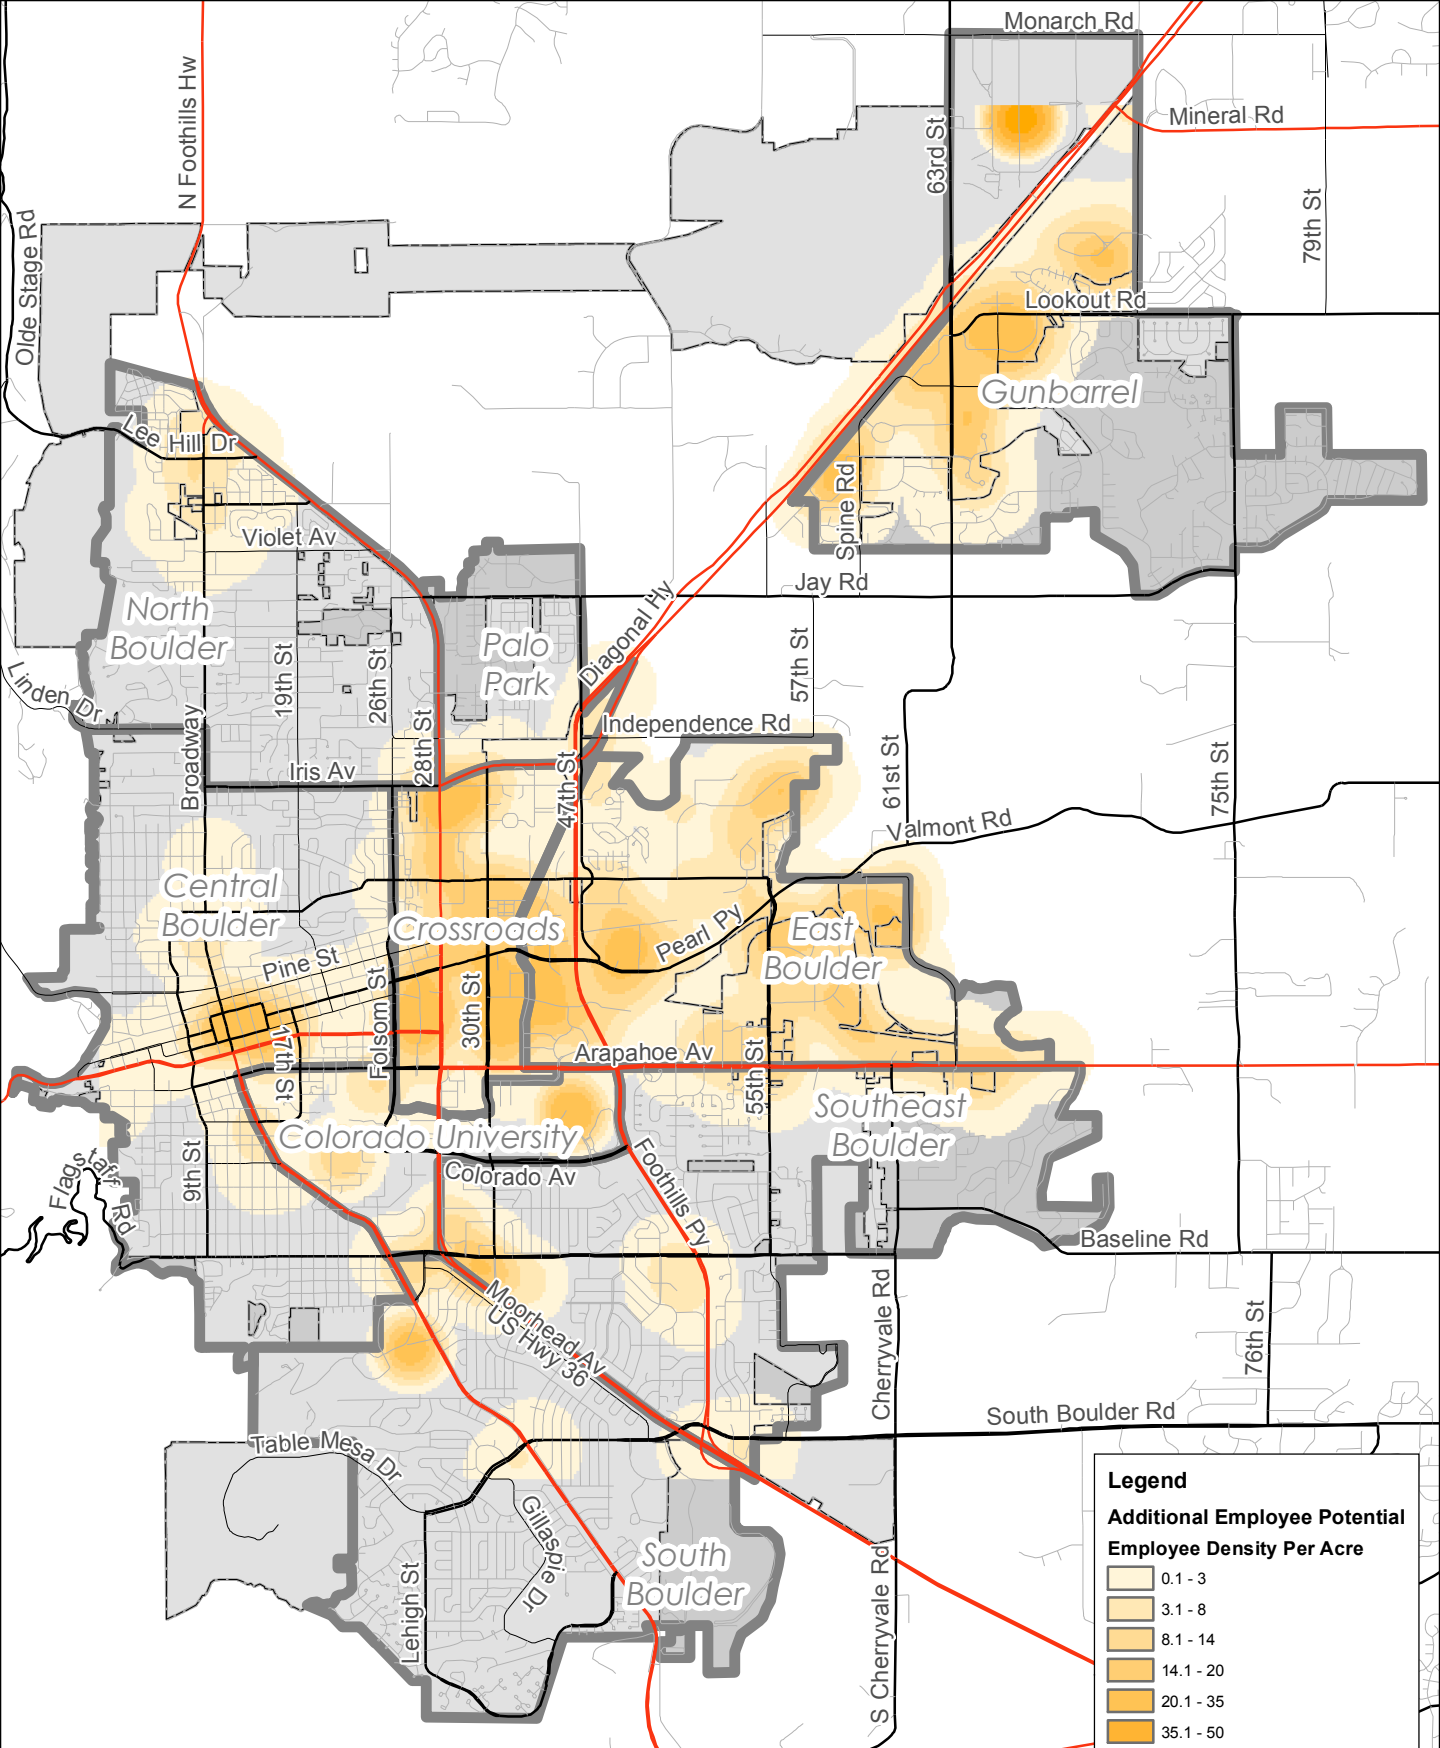 Monarch Rd
Mineral Rd
N Foothills Hw
63rd St
79th St
Olde Stage Rd
Lookout Rd
Gunbarrel
Lee Hill Dr
Spine Rd
Violet Av
Jay Rd
North
Boulder
Palo
Park
Diagonal Hy
57th St
19th St
26th St
Linden Dr
Independence Rd
28th St
Broadway
61st St
75th St
Iris Av
47th St
Valmont Rd
Central
Boulder
Crossroads
Pearl Py
East
Boulder
Pine St
Folsom St
30th St
17th St
Arapahoe Av
55th St
Southeast
Boulder
Colorado University
Colorado Av
Foothills Py
9th St
Flagstaff Rd
Baseline Rd
Moorhead Av
US Hwy 36
Cherryvale Rd
76th St
South Boulder Rd
Table Mesa Dr
Gillaspie Dr
Lehigh St
South
Boulder
S Cherryvale Rd
Legend
Additional Employee Potential
Employee Density Per Acre
0.1 - 3
3.1 - 8
8.1 - 14
14.1 - 20
20.1 - 35
35.1 - 50